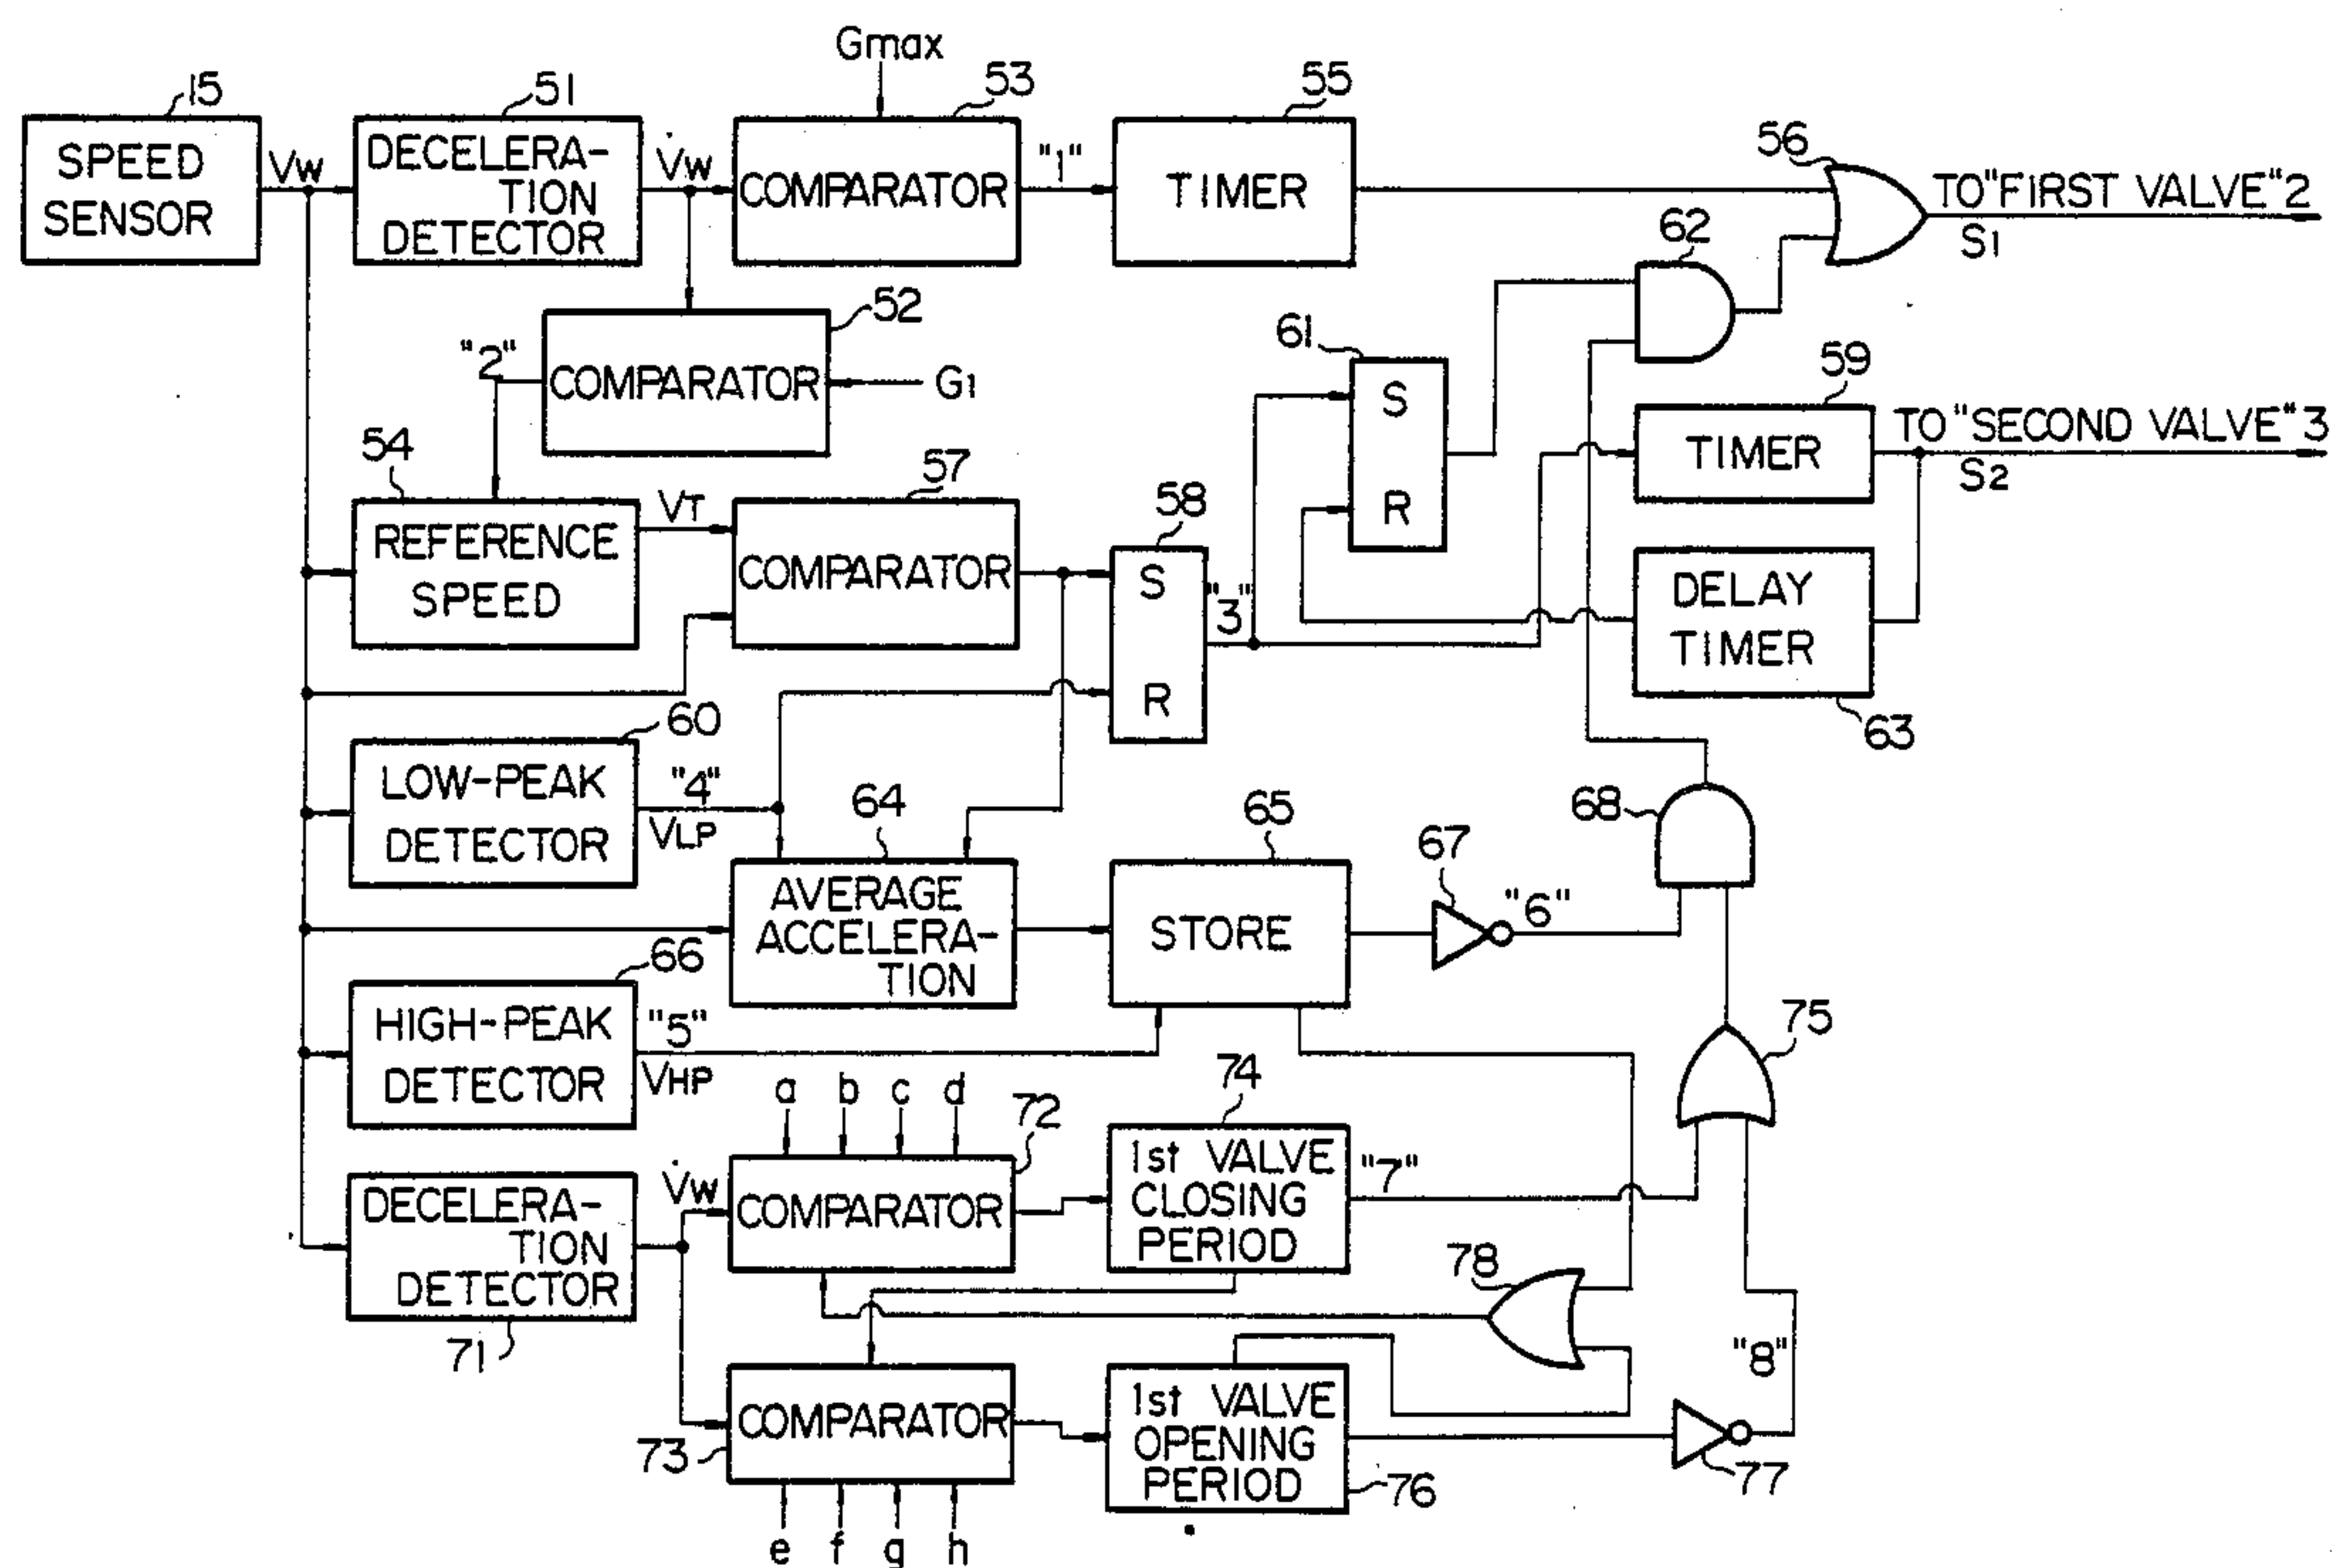 Gmax
15
51
53
55
56
SPEED
SENSOR
Vw
DECELERA-
TION
DETECTOR
V̇w
COMPARATOR
"1"
TIMER
TO "FIRST VALVE" 2
S1
62
52
"2"
COMPARATOR
G1
61
59
54
57
58
S
R
TIMER
TO "SECOND VALVE" 3
S2
REFERENCE
SPEED
VT
COMPARATOR
S
R
"3"
DELAY
TIMER
63
60
LOW-PEAK
DETECTOR
"4"
VLP
64
65
67
68
AVERAGE
ACCELERA-
TION
STORE
"6"
66
HIGH-PEAK
DETECTOR
"5"
VHP
75
a b c d
72
74
DECELERA-
TION
DETECTOR
71
V̇w
COMPARATOR
1st VALVE
CLOSING
PERIOD
"7"
78
COMPARATOR
73
e f g h
1st VALVE
OPENING
PERIOD
76
"8"
77